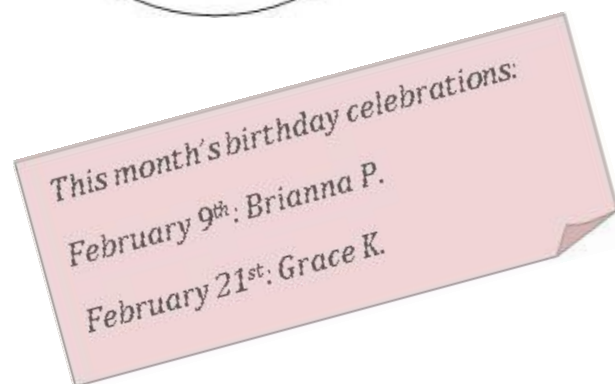 This month's birthday celebrations:
February 9th: Brianna P.
February 21st: Grace K.